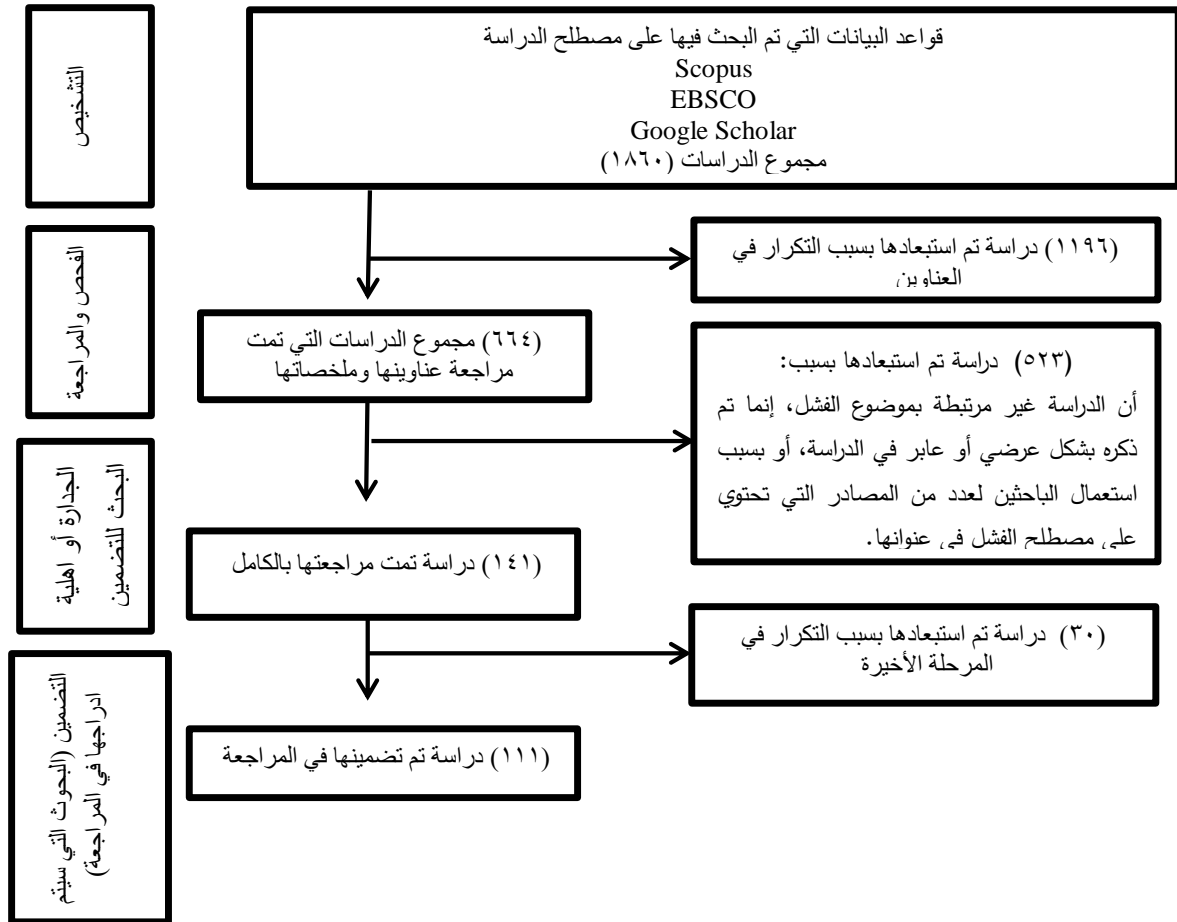 قواعد البيانات التي تم البحث فيها على مصطلح الدراسة
Scopus
EBSCO
Google Scholar
مجموع الدراسات (١٨٦٠)
التشخيص
(١١٩٦) دراسة تم استبعادها بسبب التكرار في
العناوين
الفحص والمراجعة
(٦٦٤) مجموع الدراسات التي تمت
مراجعة عناوينها وملخصاتها
(٥٢٣) دراسة تم استبعادها بسبب:
أن الدراسة غير مرتبطة بموضوع الفشل، إنما تم
ذكره بشكل عرضي أو عابر في الدراسة، أو بسبب
استعمال الباحثين لعدد من المصادر التي تحتوي
على مصطلح الفشل في عنوانها.
الجدارة أو اهلية
البحث للتضمين
(١٤١) دراسة تمت مراجعتها بالكامل
(٣٠) دراسة تم استبعادها بسبب التكرار في
المرحلة الأخيرة
التضمين (البحوث التي سيتم
ادراجها في المراجعة)
(١١١) دراسة تم تضمينها في المراجعة